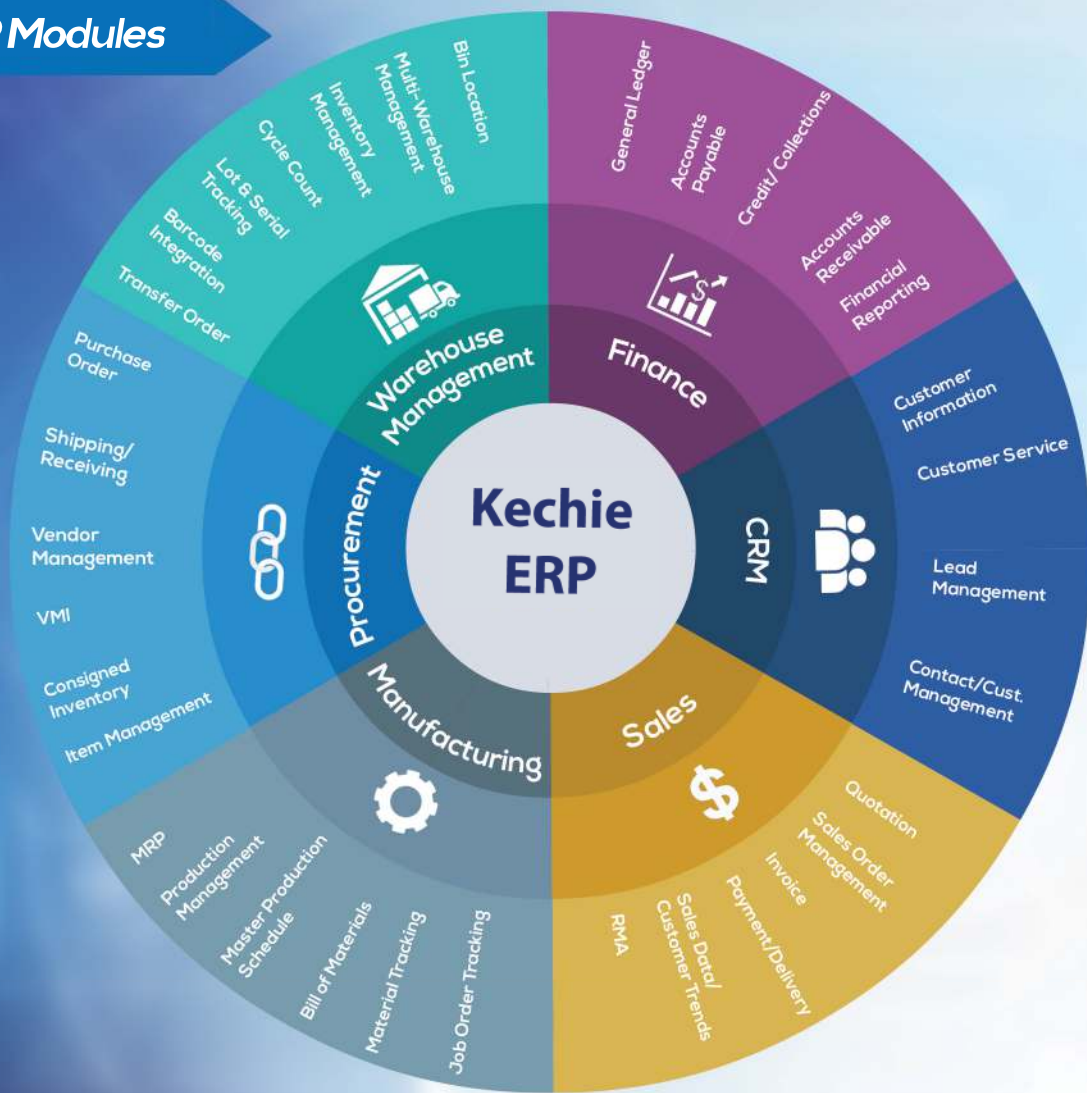 Modules
Kechie
ERP
Finance
General Ledger
Accounts
Payable
Credit/ Collections
Accounts
Receivable
Financial
Reporting
CRM
Customer
Information
Customer Service
Lead
Management
Contact/Cust.
Management
Sales
Quotation
Sales Order
Management
Invoice
Payment/Delivery
Sales Data/
Customer Trends
RMA
Manufacturing
Job Order Tracking
Material Tracking
Bill of Materials
Master Production
Schedule
Production
Management
MRP
Procurement
Item Management
Consigned
Inventory
VMI
Vendor
Management
Shipping/
Receiving
Purchase
Order
Warehouse
Management
Transfer Order
Barcode
Integration
Lot & Serial
Tracking
Cycle Count
Inventory
Management
Multi-Warehouse
Management
Bin Location